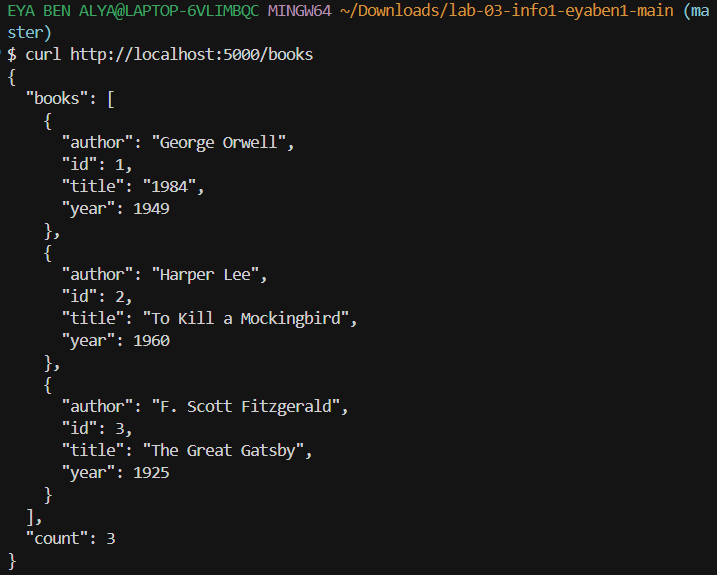 EYA BEN ALYA@LAPTOP-6VLIMBQC MINGW64 ~/Downloads/lab-03-info1-eyaben1-main (ma
ster)
$ curl http://localhost:5000/books
{
  "books": [
    {
      "author": "George Orwell",
      "id": 1,
      "title": "1984",
      "year": 1949
    },
    {
      "author": "Harper Lee",
      "id": 2,
      "title": "To Kill a Mockingbird",
      "year": 1960
    },
    {
      "author": "F. Scott Fitzgerald",
      "id": 3,
      "title": "The Great Gatsby",
      "year": 1925
    }
  ],
  "count": 3
}